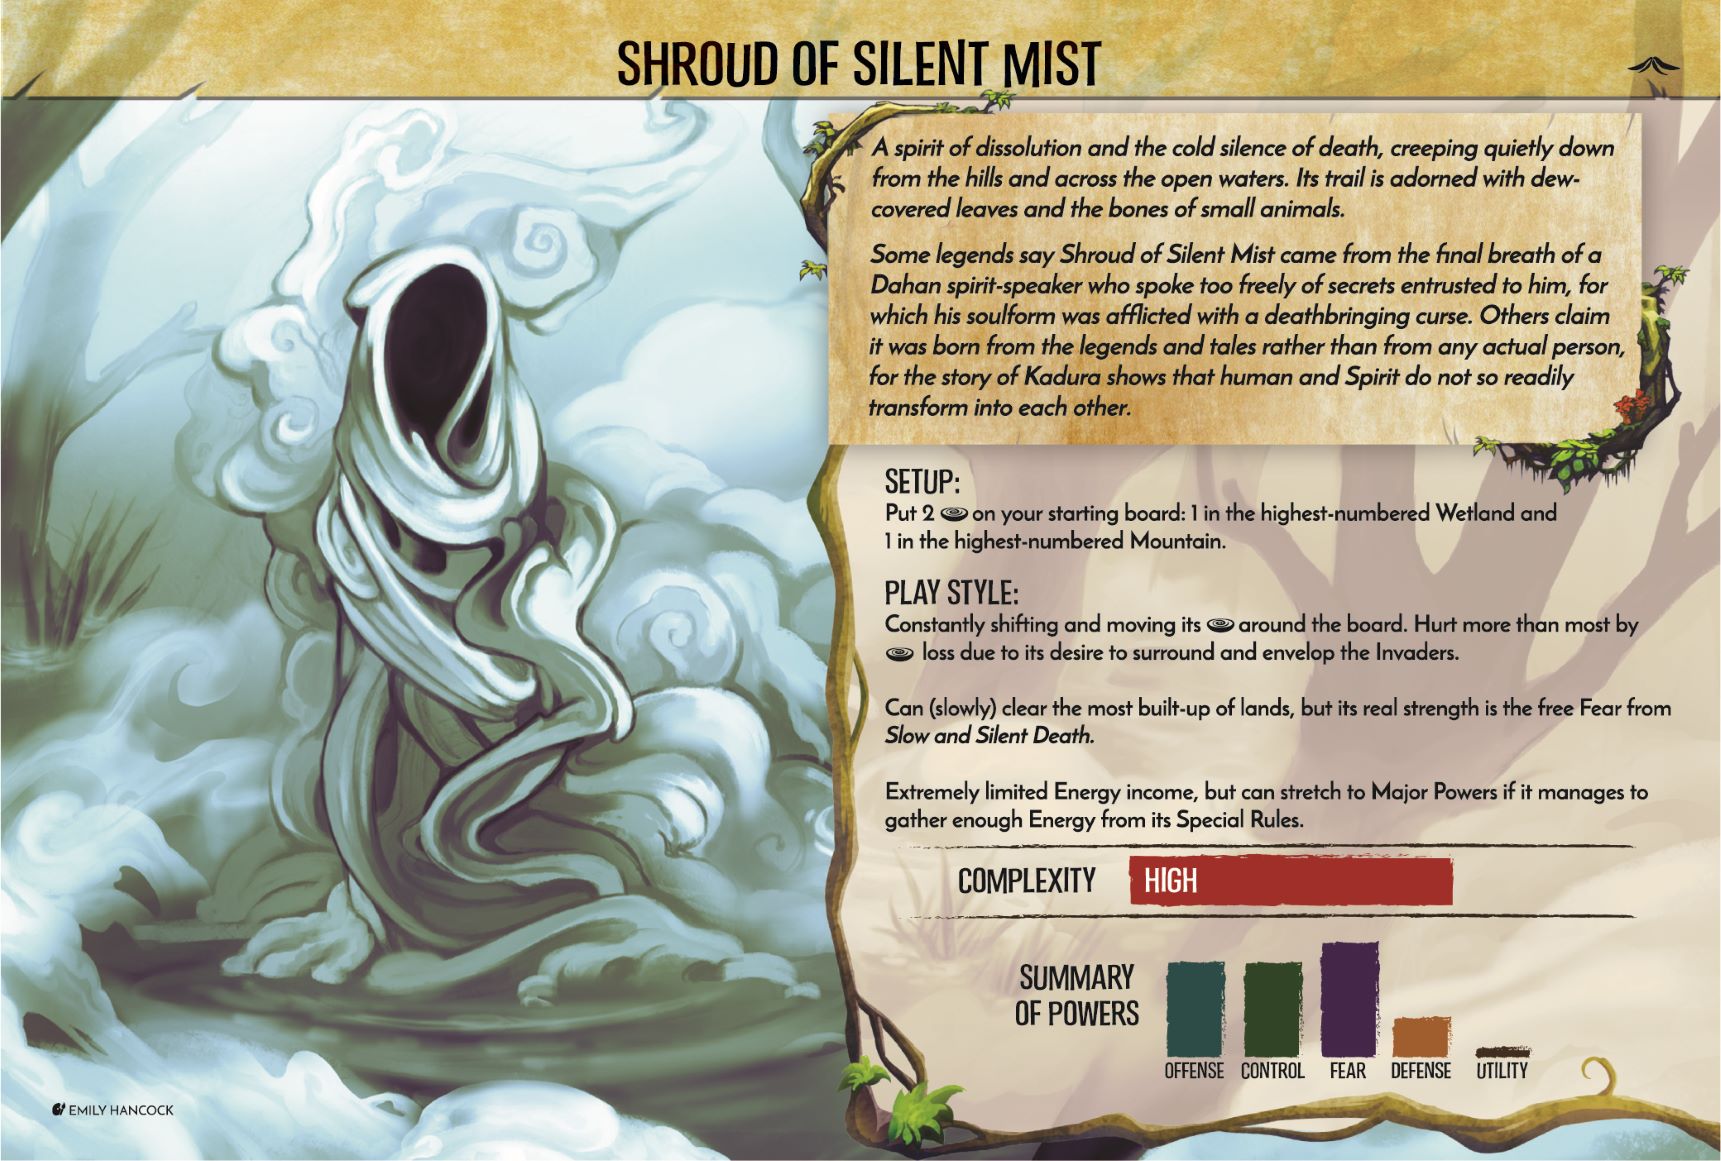 SHROUD OF SILENT MIST
A spirit of dissolution and the cold silence of death, creeping quietly down
from the hills and across the open waters. Its trail is adorned with dew-
covered leaves and the bones of small animals.
Some legends say Shroud of Silent Mist came from the final breath of a
Dahan spirit-speaker who spoke too freely of secrets entrusted to him, for
which his soulform was afflicted with a deathbringing curse. Others claim
it was born from the legends and tales rather than from any actual person,
for the story of Kadura shows that human and Spirit do not so readily
transform into each other.
SETUP:
Put 2 on your starting board: 1 in the highest-numbered Wetland and
1 in the highest-numbered Mountain.
PLAY STYLE:
Constantly shifting and moving its around the board. Hurt more than most by
loss due to its desire to surround and envelop the Invaders.
Can (slowly) clear the most built-up of lands, but its real strength is the free Fear from
Slow and Silent Death.
Extremely limited Energy income, but can stretch to Major Powers if it manages to
gather enough Energy from its Special Rules.
COMPLEXITY HIGH
SUMMARY
OF POWERS
OFFENSE CONTROL FEAR DEFENSE UTILITY
EMILY HANCOCK